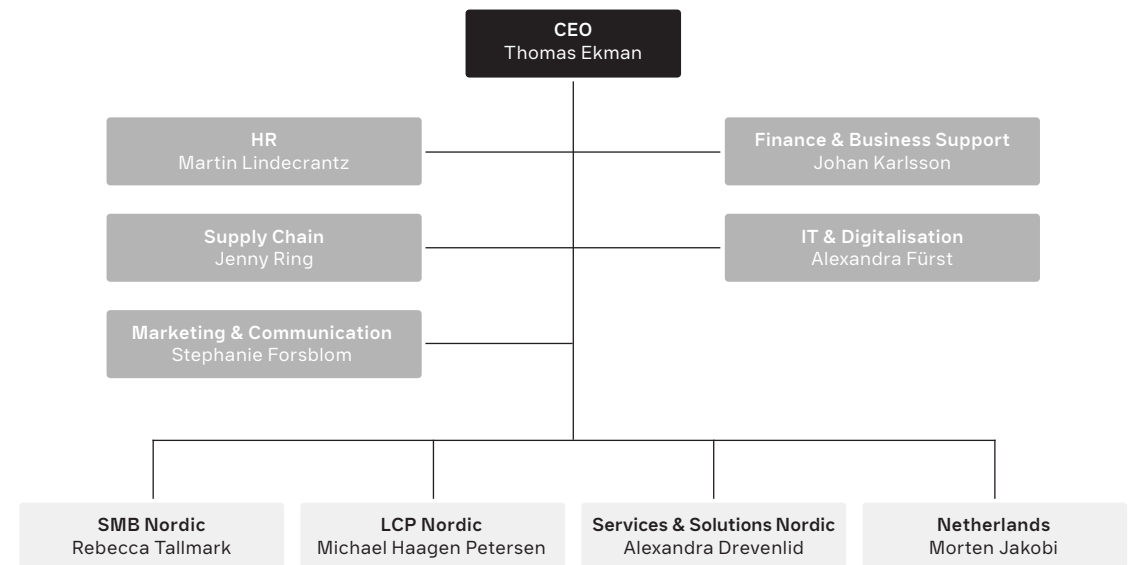 CEO
Thomas Ekman
HR
Martin Lindecrantz
Finance & Business Support
Johan Karlsson
Supply Chain
Jenny Ring
IT & Digitalisation
Alexandra Fürst
Marketing & Communication
Stephanie Forsblom
SMB Nordic
Rebecca Tallmark
LCP Nordic
Michael Haagen Petersen
Services & Solutions Nordic
Alexandra Drevenlid
Netherlands
Morten Jakobi